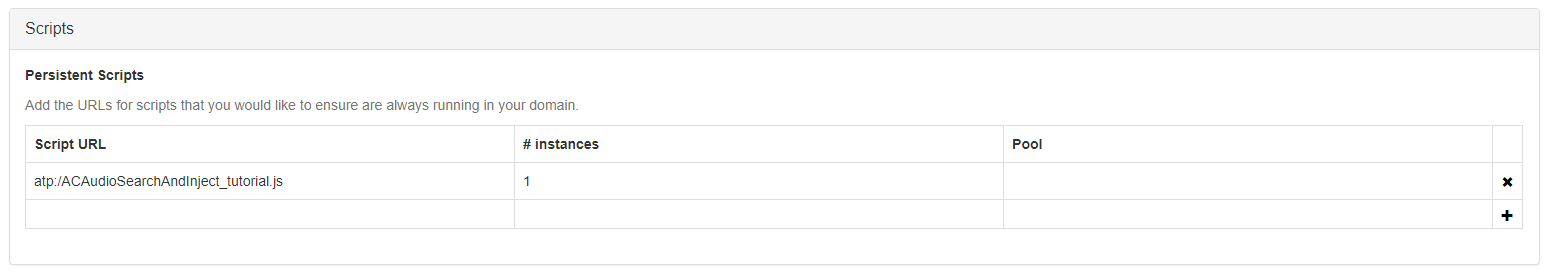 Scripts
Persistent Scripts
Add the URLs for scripts that you would like to ensure are always running in your domain.
Script URL # instances Pool
atp:/ACAudioSearchAndInject_tutorial.js 1